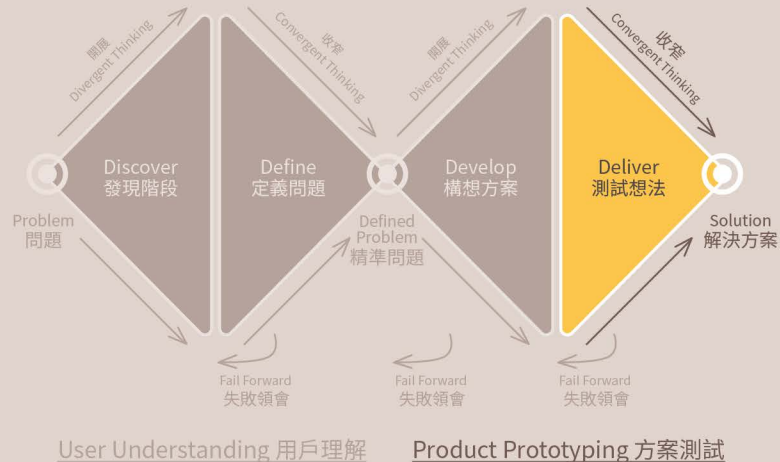 開展
Divergent Thinking
收窄
Convergent Thinking
開展
Divergent Thinking
收窄
Convergent Thinking
Discover
發現階段
Define
定義問題
Develop
構想方案
Deliver
測試想法
Problem
問題
Defined
Problem
精準問題
Solution
解決方案
Fail Forward
失敗領會
Fail Forward
失敗領會
Fail Forward
失敗領會
User Understanding 用戶理解
Product Prototyping 方案測試